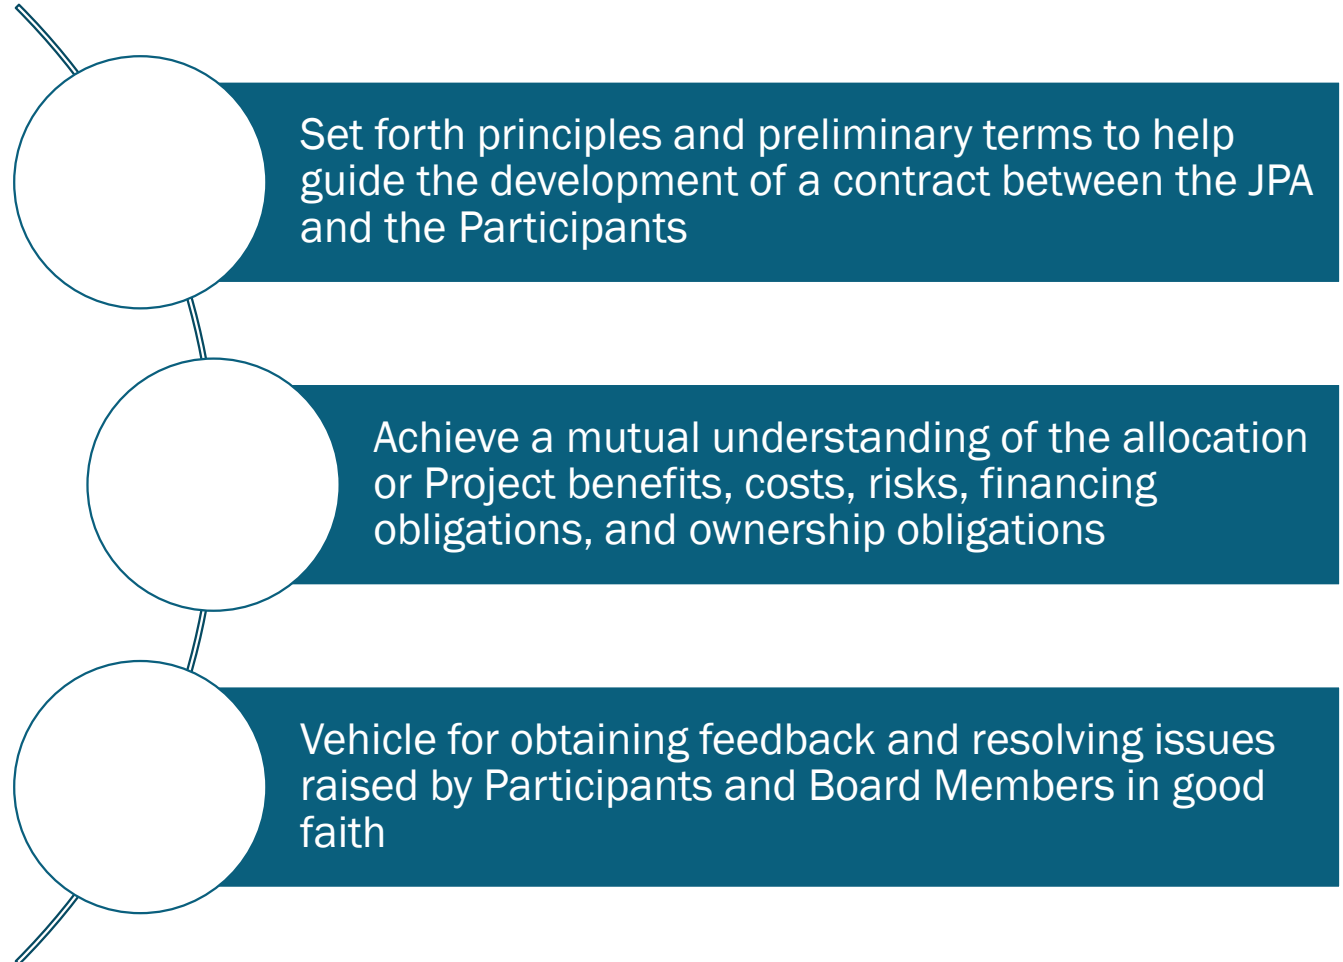 Set forth principles and preliminary terms to help
guide the development of a contract between the JPA
and the Participants
Achieve a mutual understanding of the allocation
or Project benefits, costs, risks, financing
obligations, and ownership obligations
Vehicle for obtaining feedback and resolving issues
raised by Participants and Board Members in good
faith